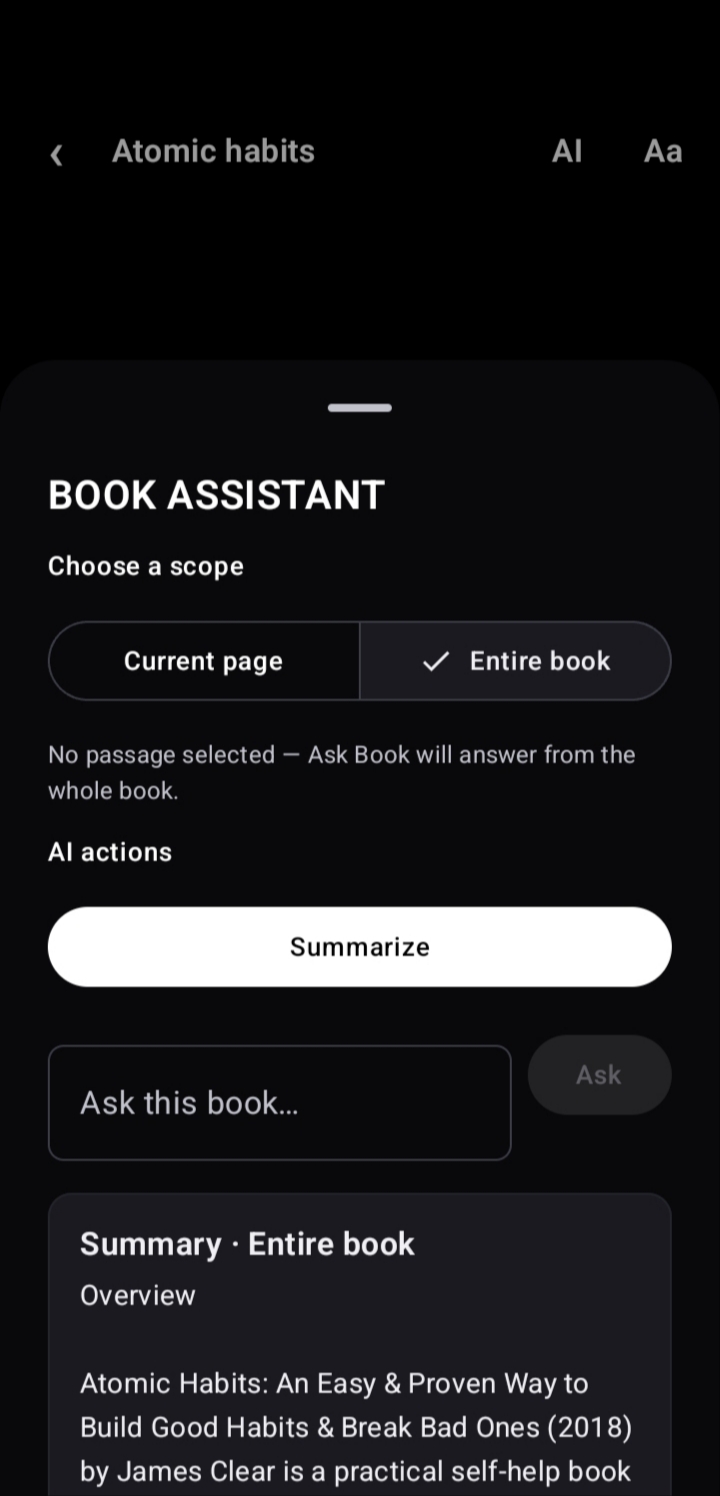 ‹ Atomic habits AI Aa
BOOK ASSISTANT
Choose a scope
Current page ✓ Entire book
No passage selected — Ask Book will answer from the
whole book.
AI actions
Summarize
Ask this book... Ask
Summary · Entire book
Overview
Atomic Habits: An Easy & Proven Way to
Build Good Habits & Break Bad Ones (2018)
by James Clear is a practical self-help book